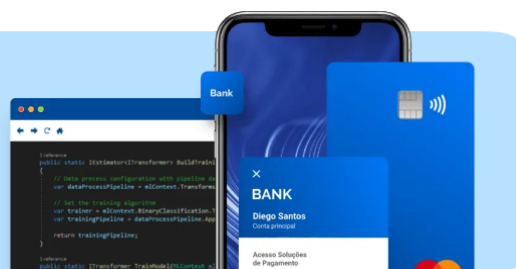 Bank
BANK
Diego Santos
Conta principal
Acesso Soluções
de Pagamento
1reference
public static IEstimator<ITransformer> BuildTraini
{
// Data process configuration with pipeline da
var dataProcessPipeline = mlContext.Transforms
// Set the training algorithm
var trainer = mlContext.BinaryClassification.T
var trainingPipeline = dataProcessPipeline.App
return trainingPipeline;
}
1reference
public static ITransformer TrainModel(MLContext